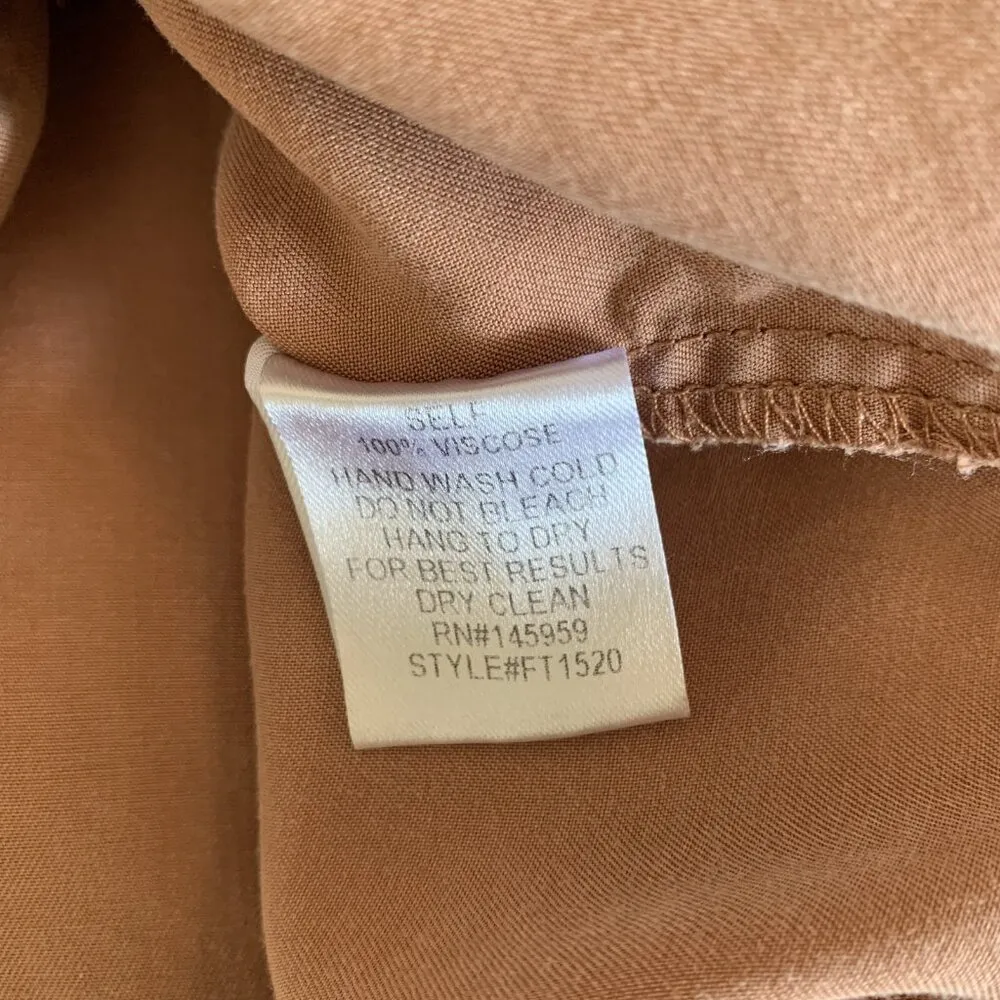 SELF
100% VISCOSE
HAND WASH COLD
DO NOT BLEACH
HANG TO DRY
FOR BEST RESULTS
DRY CLEAN
RN#145959
STYLE#FT1520